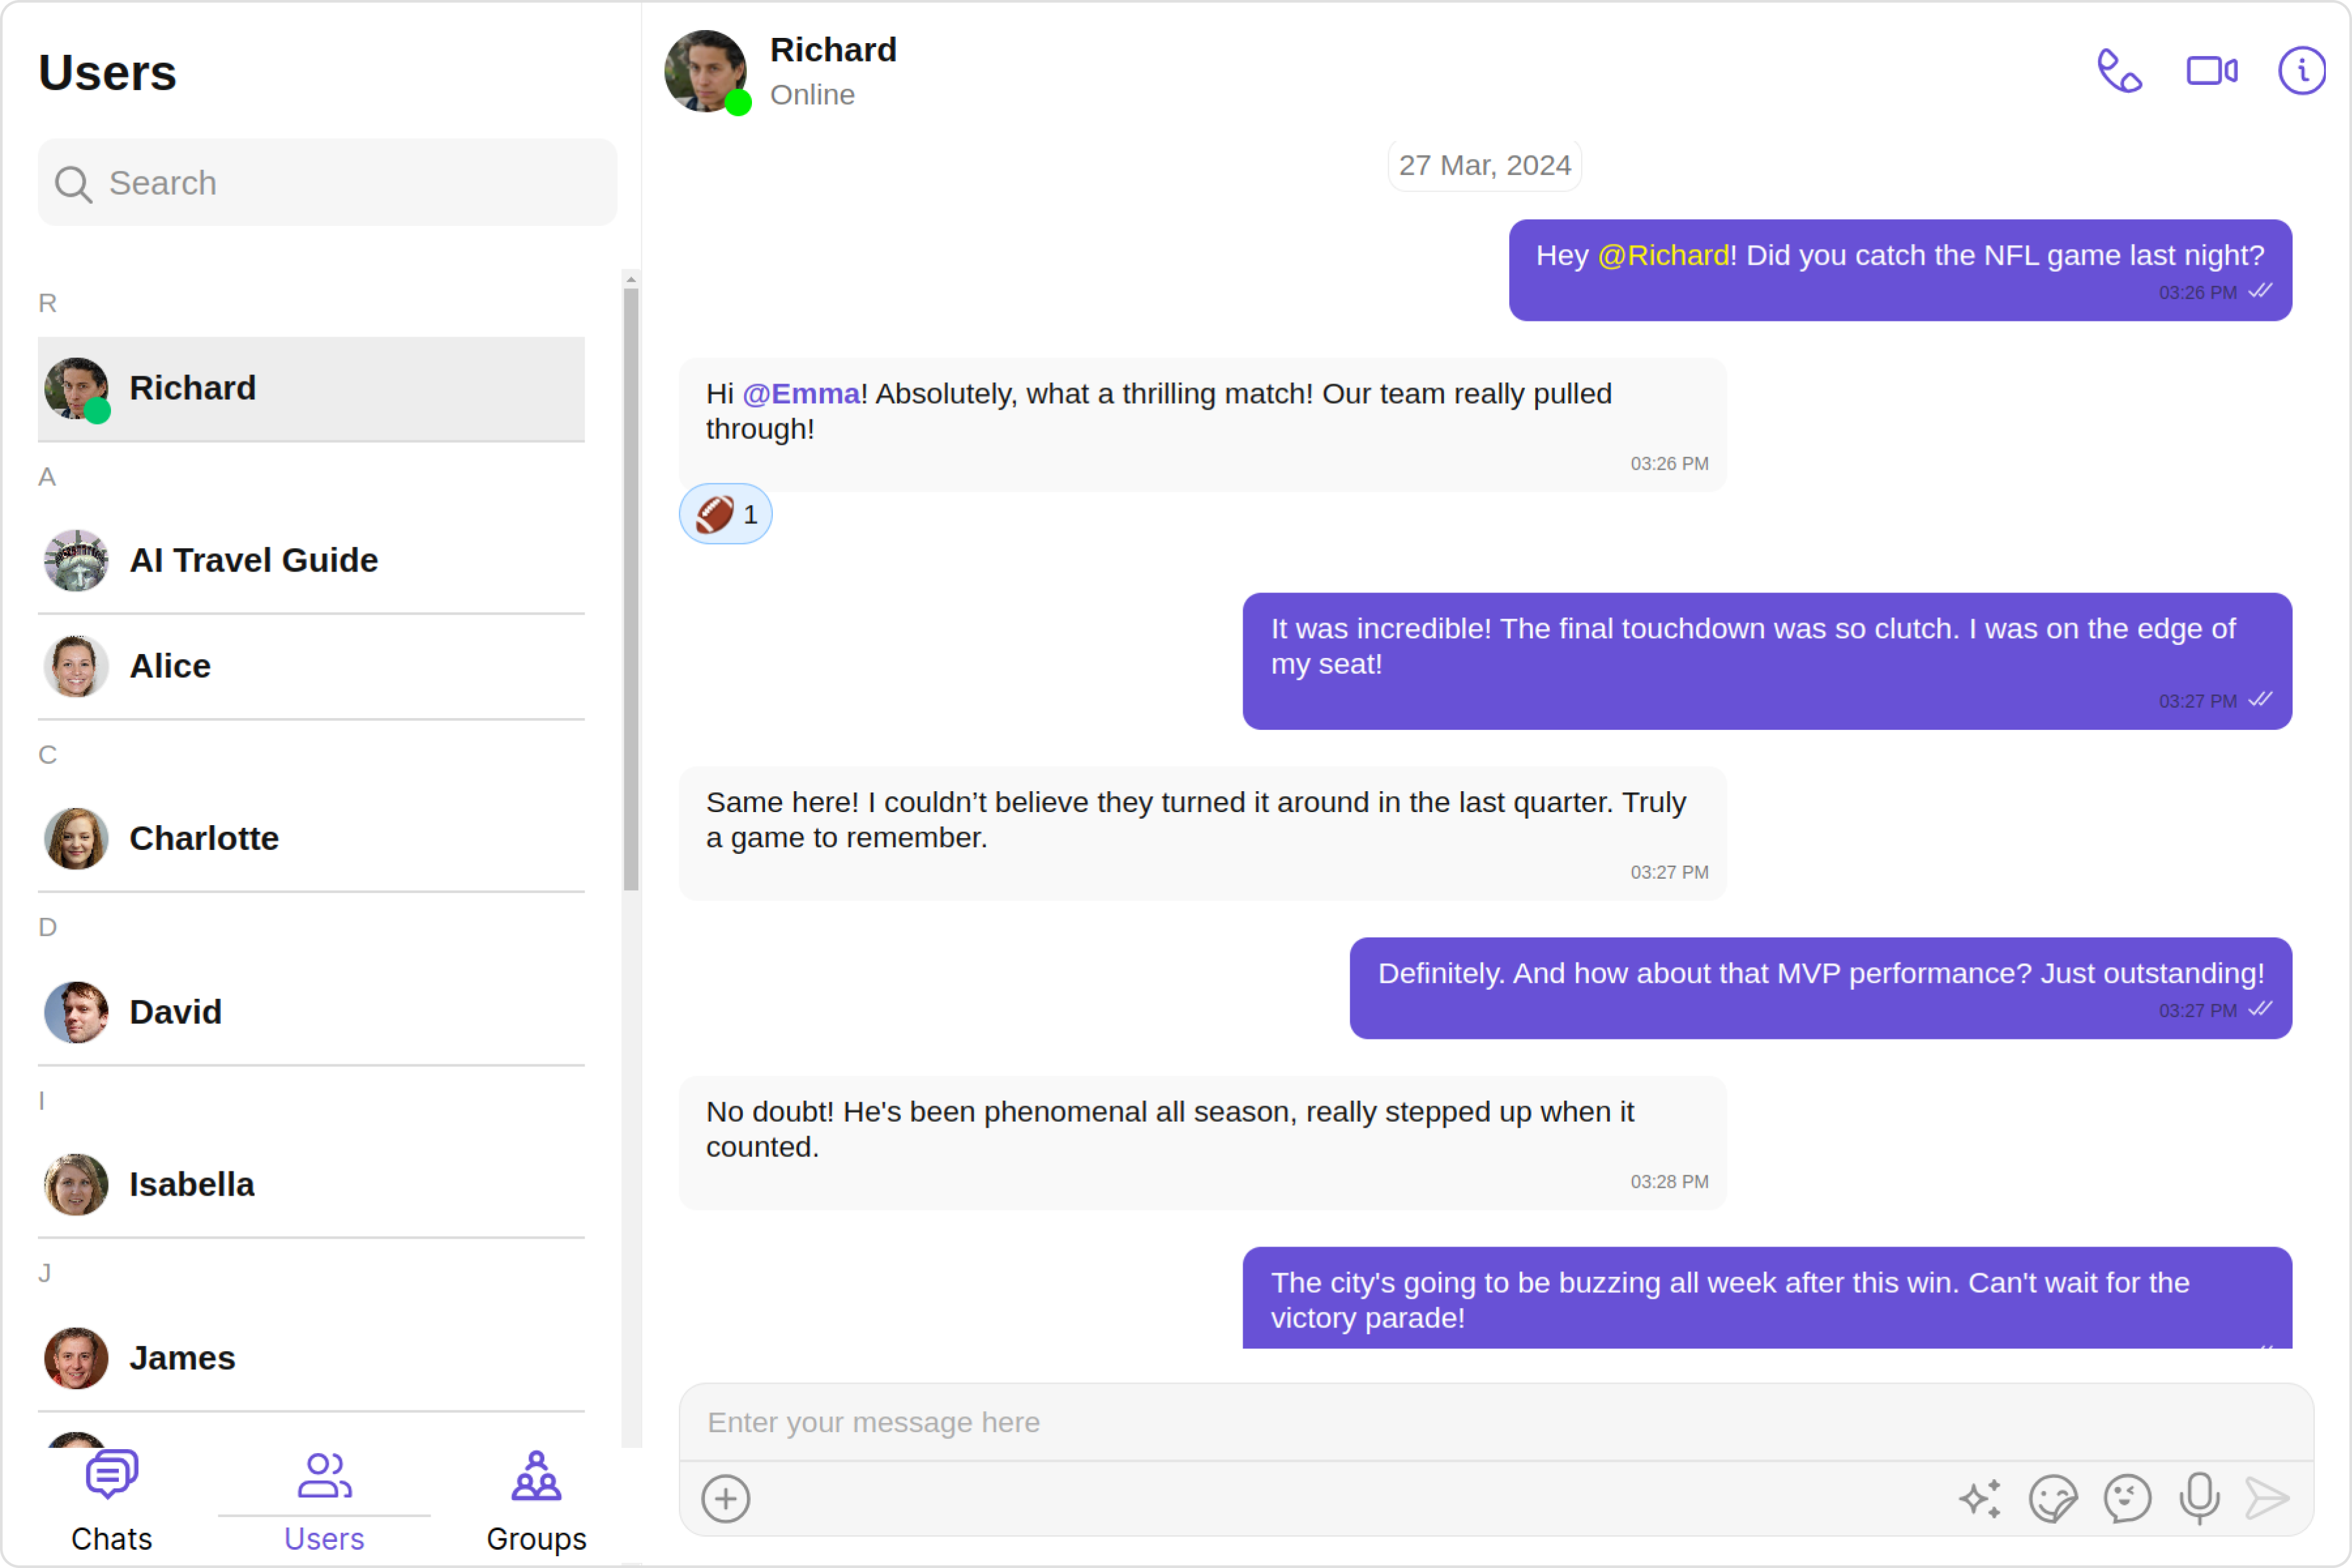 Users
Search
R
Richard
A
AI Travel Guide
Alice
C
Charlotte
D
David
I
Isabella
J
James
Chats
Users
Groups
Richard
Online
27 Mar, 2024
Hey @Richard! Did you catch the NFL game last night?
03:26 PM
Hi @Emma! Absolutely, what a thrilling match! Our team really pulled
through!
03:26 PM
1
It was incredible! The final touchdown was so clutch. I was on the edge of
my seat!
03:27 PM
Same here! I couldn’t believe they turned it around in the last quarter. Truly
a game to remember.
03:27 PM
Definitely. And how about that MVP performance? Just outstanding!
03:27 PM
No doubt! He's been phenomenal all season, really stepped up when it
counted.
03:28 PM
The city's going to be buzzing all week after this win. Can't wait for the
victory parade!
Enter your message here